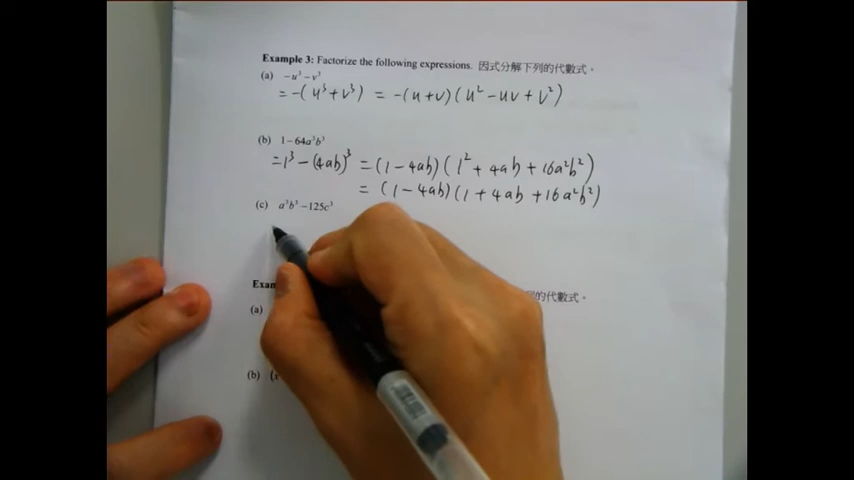 Example 3: Factorize the following expressions. 因式分解下列的代數式。
(a) −u³ − v³
= −(u³ + v³) = −(u + v)(u² − uv + v²)
(b) 1 − 64a³b³
= 1³ − (4ab)³ = (1 − 4ab)(1² + 4ab + 16a²b²)
= (1 − 4ab)(1 + 4ab + 16a²b²)
(c) a³b³ − 125c³
列的代數式。
(a)
(b)